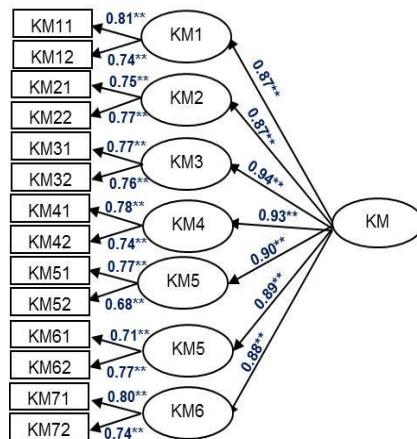 KM11
0.81**
KM1
KM12
0.74**
0.87**
KM21
0.75**
KM2
KM22
0.77**
0.87**
KM31
0.77**
KM3
KM32
0.76**
0.94**
KM41
0.78**
KM4
0.93**
KM
KM42
0.74**
KM51
0.77**
KM5
0.90**
KM52
0.68**
KM61
0.71**
KM5
0.89**
KM62
0.77**
KM71
0.80**
KM6
0.88**
KM72
0.74**